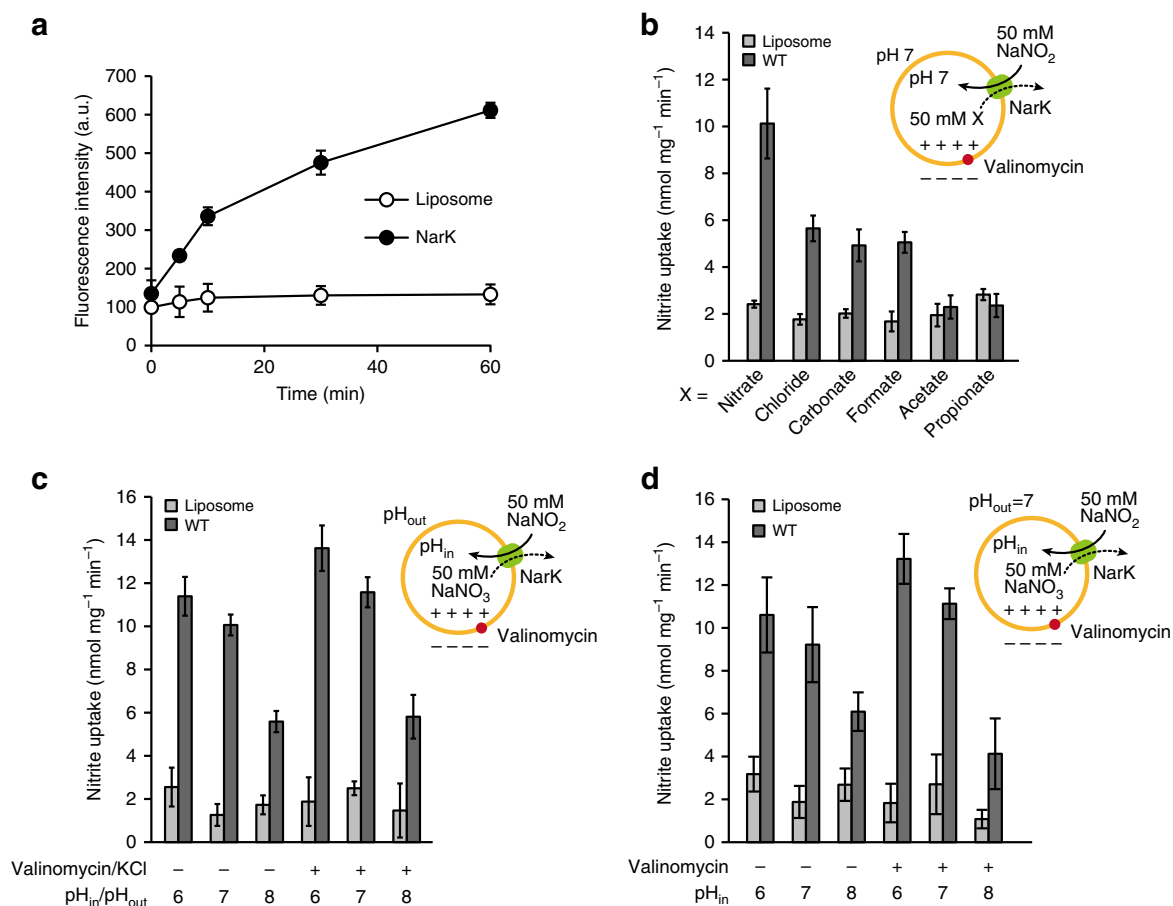 a
Fluorescence intensity (a.u.)
700
600
500
400
300
200
100
0
0
20
40
60
Time (min)
Liposome
NarK
b
Nitrite uptake (nmol mg⁻¹ min⁻¹)
14
12
10
8
6
4
2
0
Liposome
WT
X =
Nitrate
Chloride
Carbonate
Formate
Acetate
Propionate
pH 7
pH 7
50 mM
NaNO₂
NarK
50 mM X
+ + + +
Valinomycin
– – – –
c
Nitrite uptake (nmol mg⁻¹ min⁻¹)
16
14
12
10
8
6
4
2
0
Liposome
WT
pHout
pHin
50 mM
NaNO₂
NarK
50 mM
NaNO₃
+ + + +
Valinomycin
– – – –
Valinomycin/KCl – – – + + +
pHin/pHout 6 7 8 6 7 8
d
Nitrite uptake (nmol mg⁻¹ min⁻¹)
16
14
12
10
8
6
4
2
0
Liposome
WT
pHout=7
pHin
50 mM
NaNO₂
NarK
50 mM
NaNO₃
+ + + +
Valinomycin
– – – –
Valinomycin – – – + + +
pHin 6 7 8 6 7 8